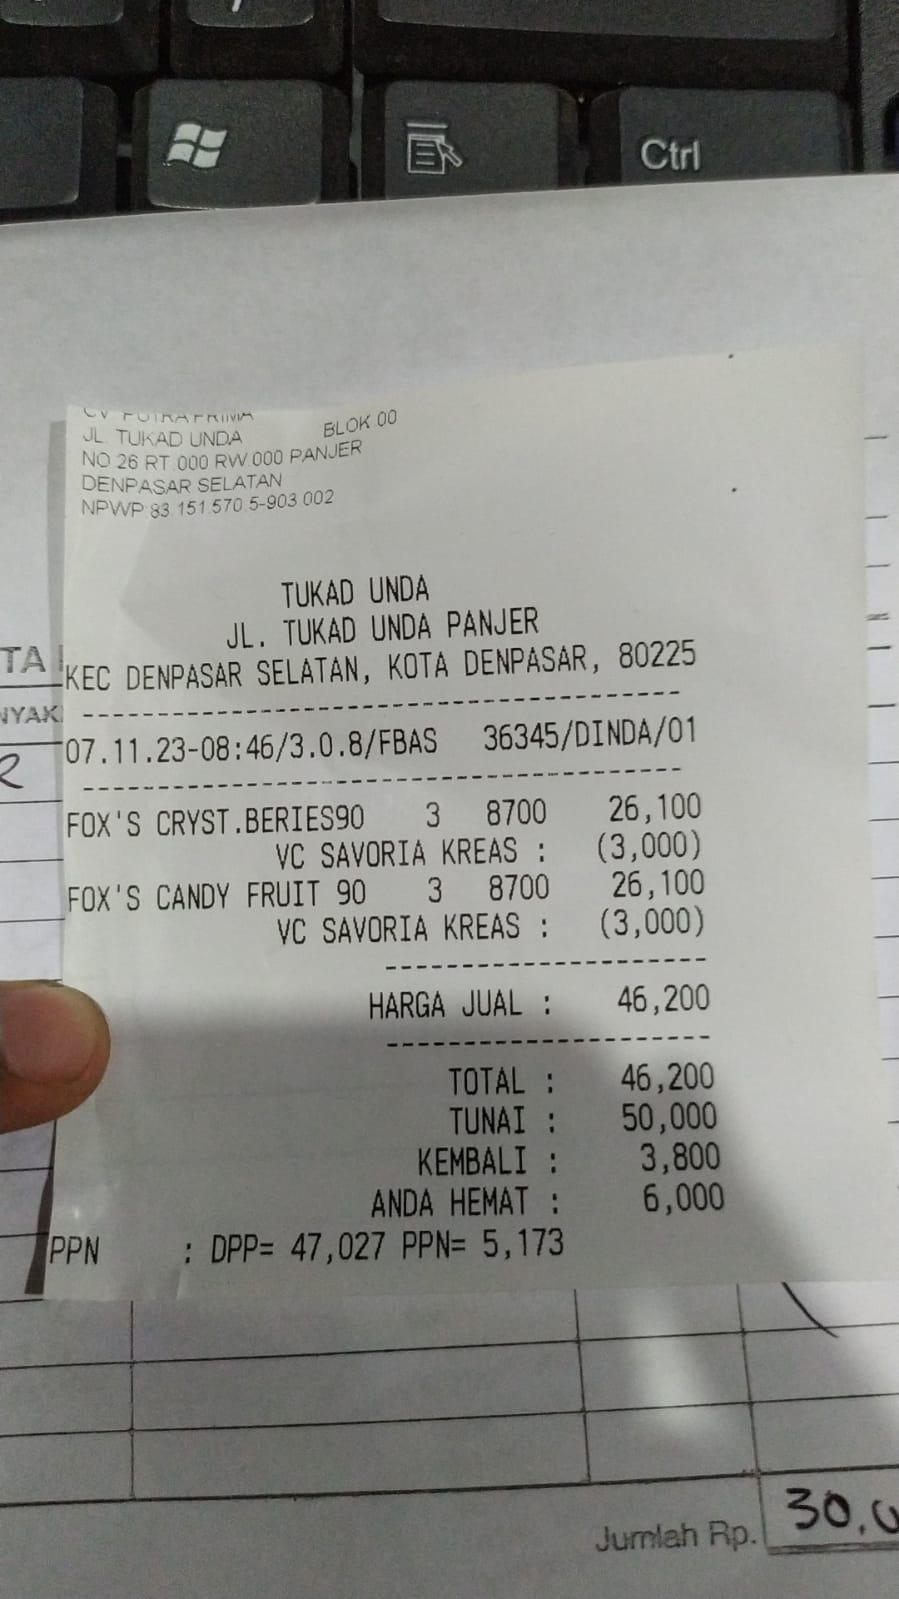 Ctrl
CV PUTRA PRIMA
JL. TUKAD UNDA BLOK.00
NO.26 RT.000 RW.000 PANJER
DENPASAR SELATAN
NPWP:83.151.570.5-903.002
TUKAD UNDA
JL. TUKAD UNDA PANJER
KEC DENPASAR SELATAN, KOTA DENPASAR, 80225
07.11.23-08:46/3.0.8/FBAS 36345/DINDA/01
FOX'S CRYST.BERIES90 3 8700 26,100
VC SAVORIA KREAS : (3,000)
FOX'S CANDY FRUIT 90 3 8700 26,100
VC SAVORIA KREAS : (3,000)
HARGA JUAL : 46,200
TOTAL : 46,200
TUNAI : 50,000
KEMBALI : 3,800
ANDA HEMAT : 6,000
PPN : DPP= 47,027 PPN= 5,173
Jumlah Rp.